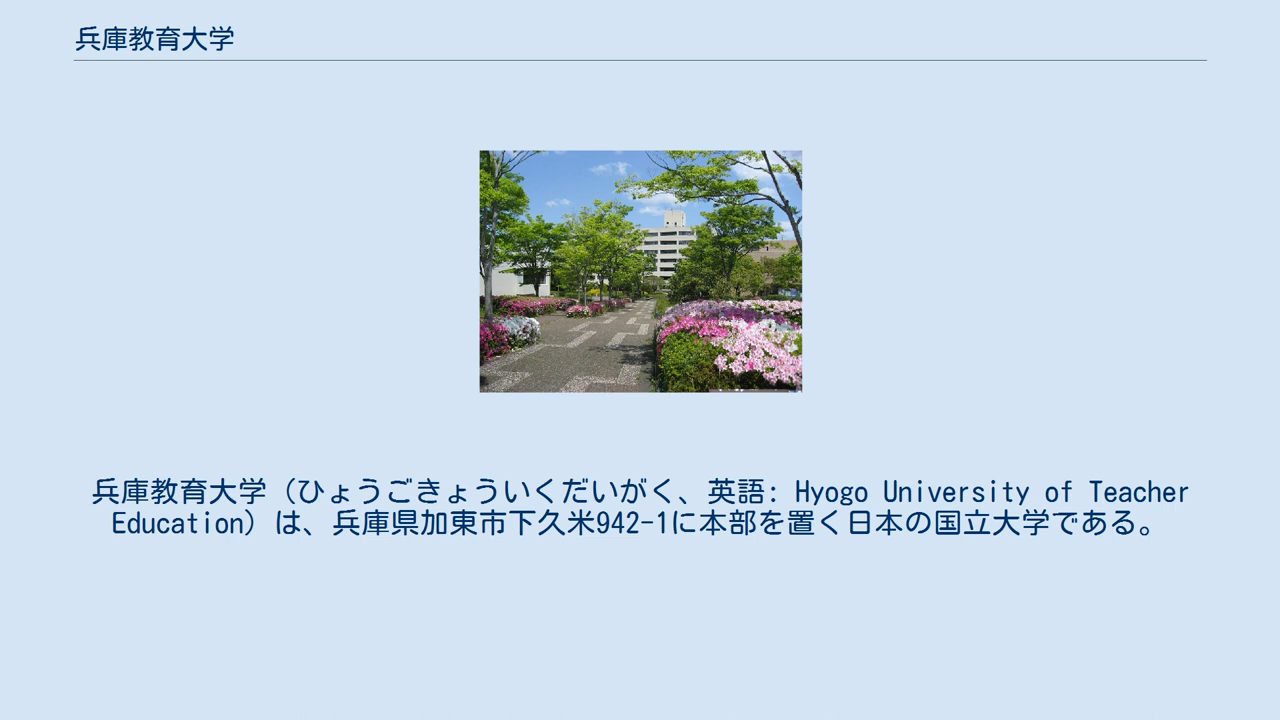 兵庫教育大学
兵庫教育大学（ひょうごきょういくだいがく、英語: Hyogo University of Teacher
Education）は、兵庫県加東市下久米942-1に本部を置く日本の国立大学である。